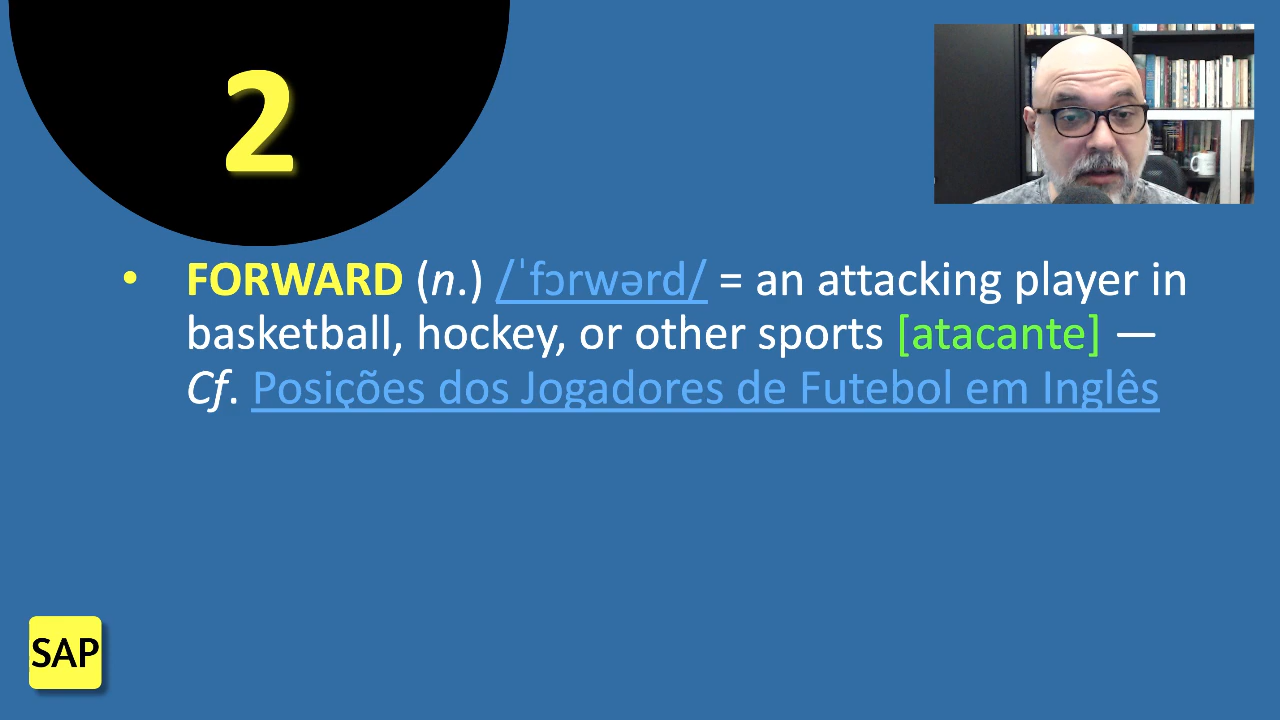 2
• FORWARD (n.) /ˈfɔrwərd/ = an attacking player in
basketball, hockey, or other sports [atacante] —
Cf. Posições dos Jogadores de Futebol em Inglês
SAP